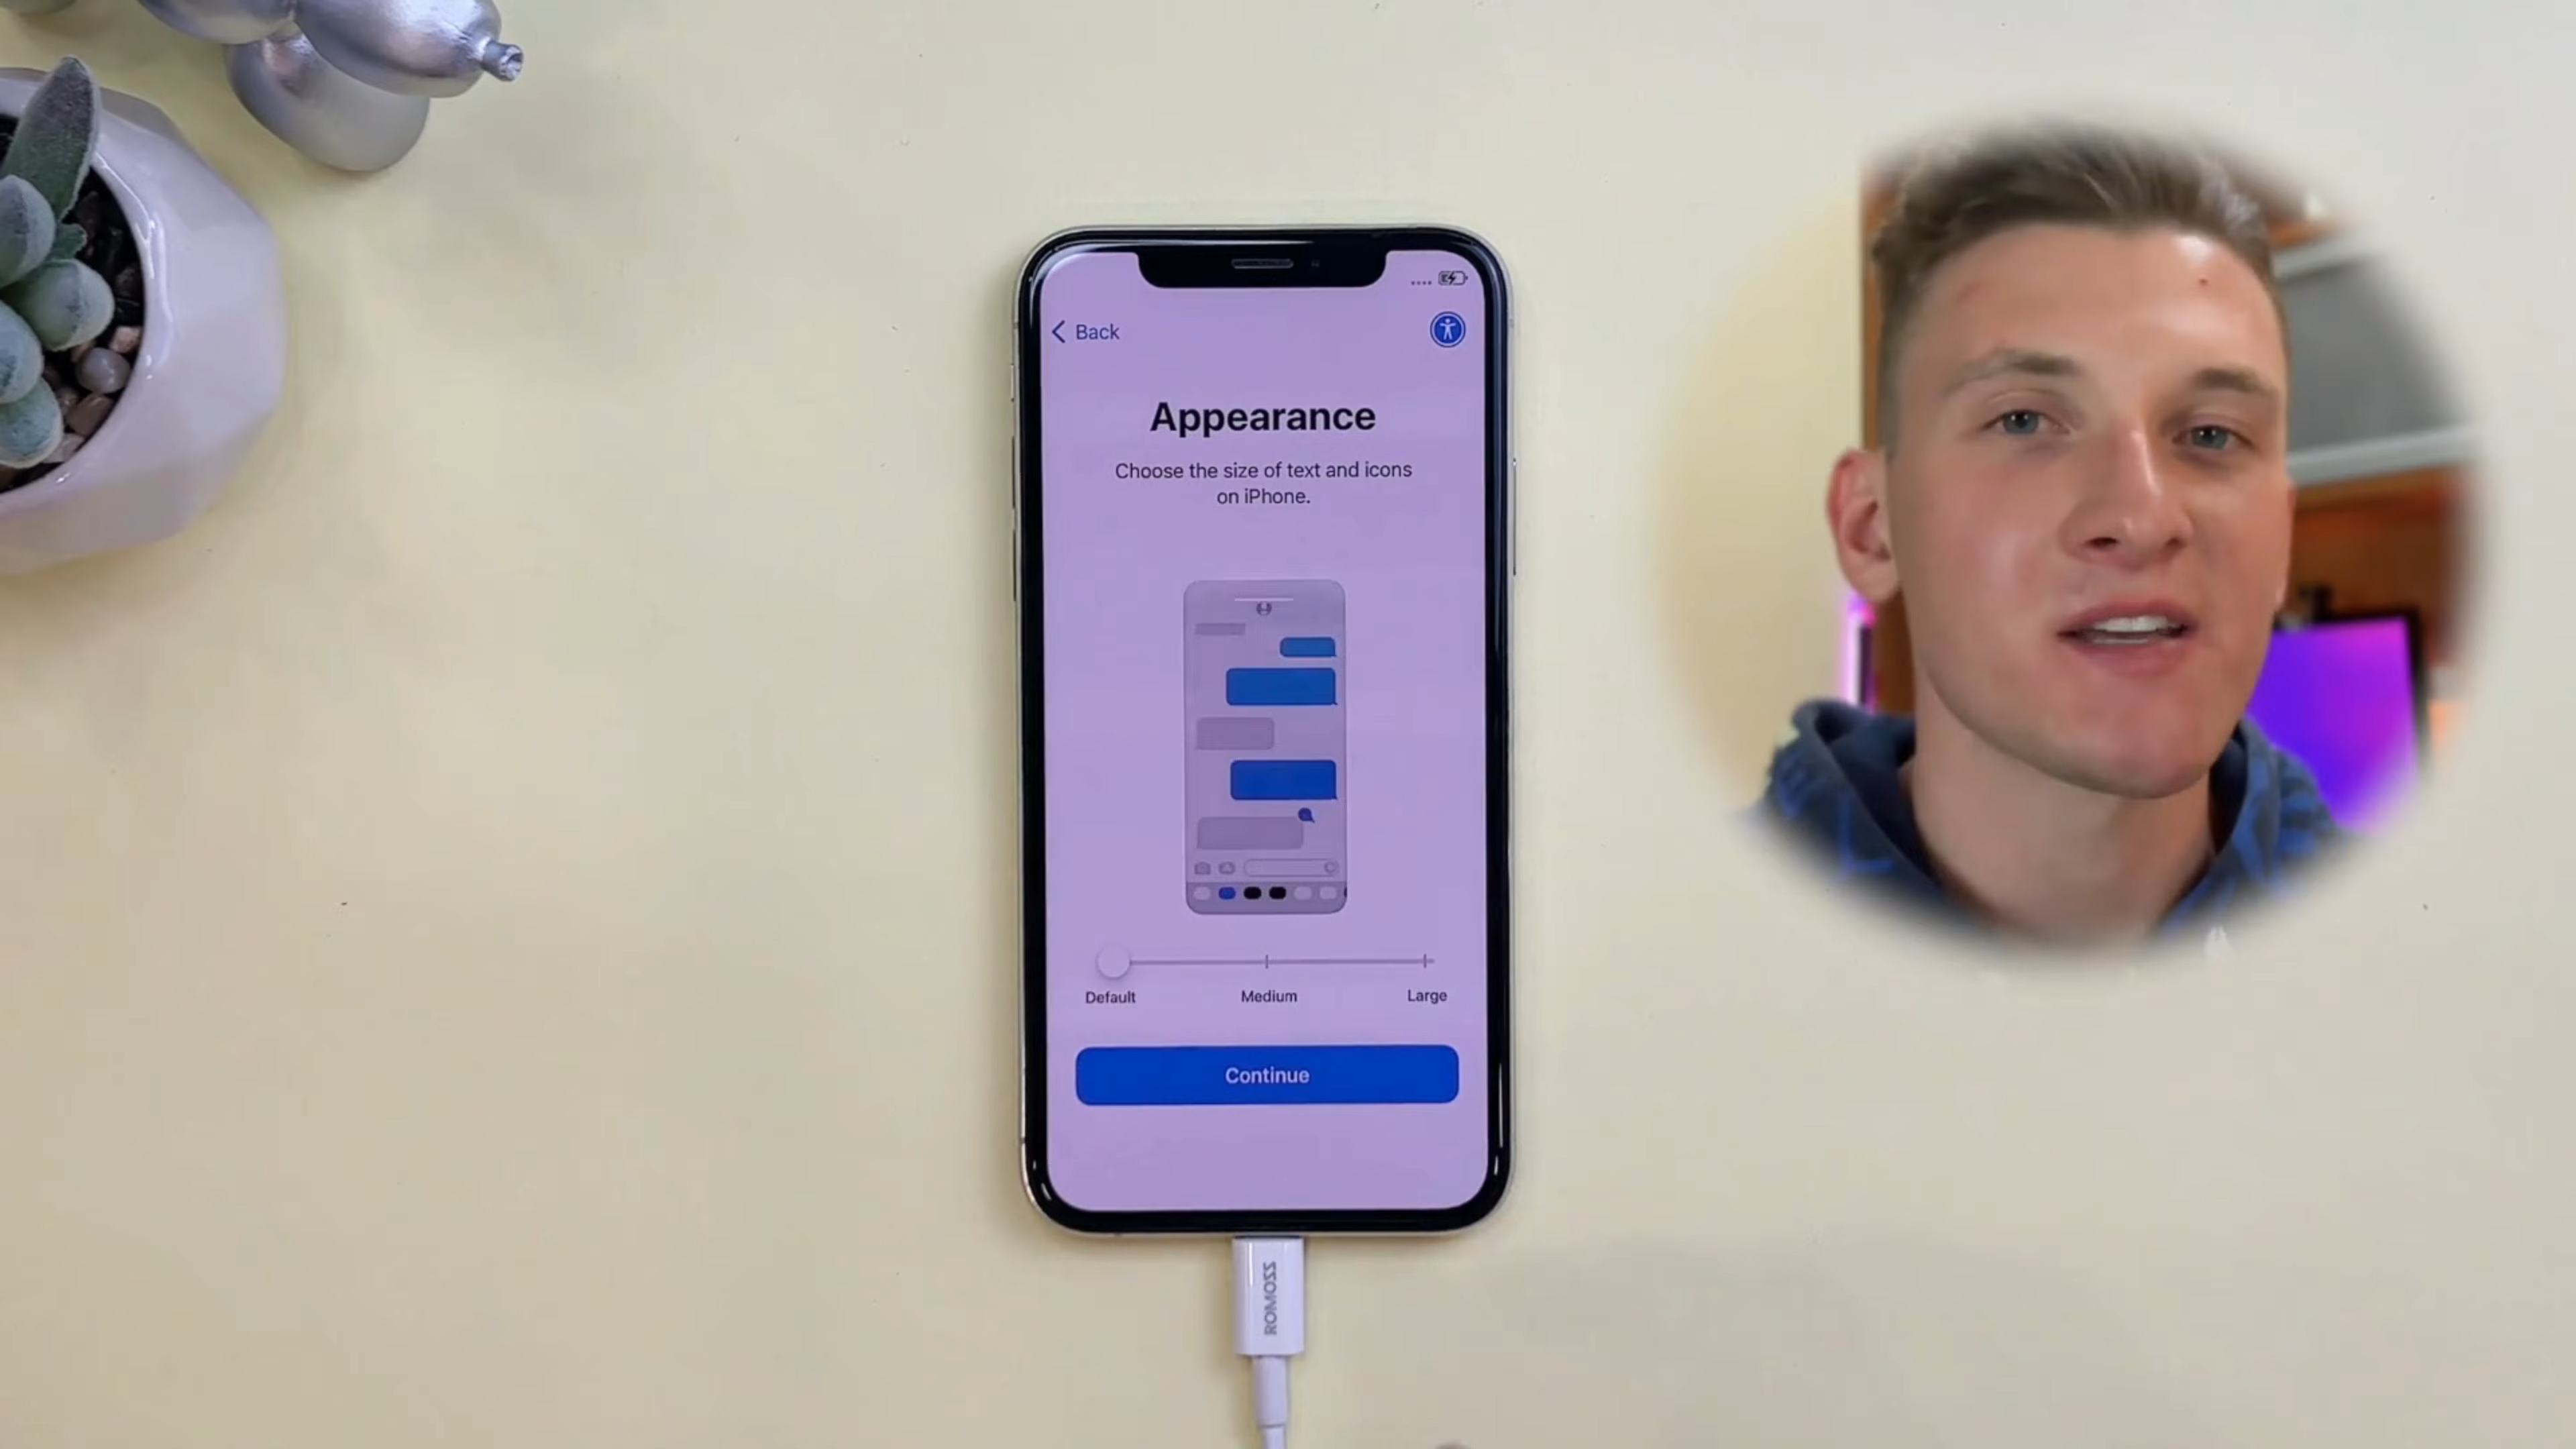 Back
Appearance
Choose the size of text and icons
on iPhone.
Default
Medium
Large
Continue
ROMOSS